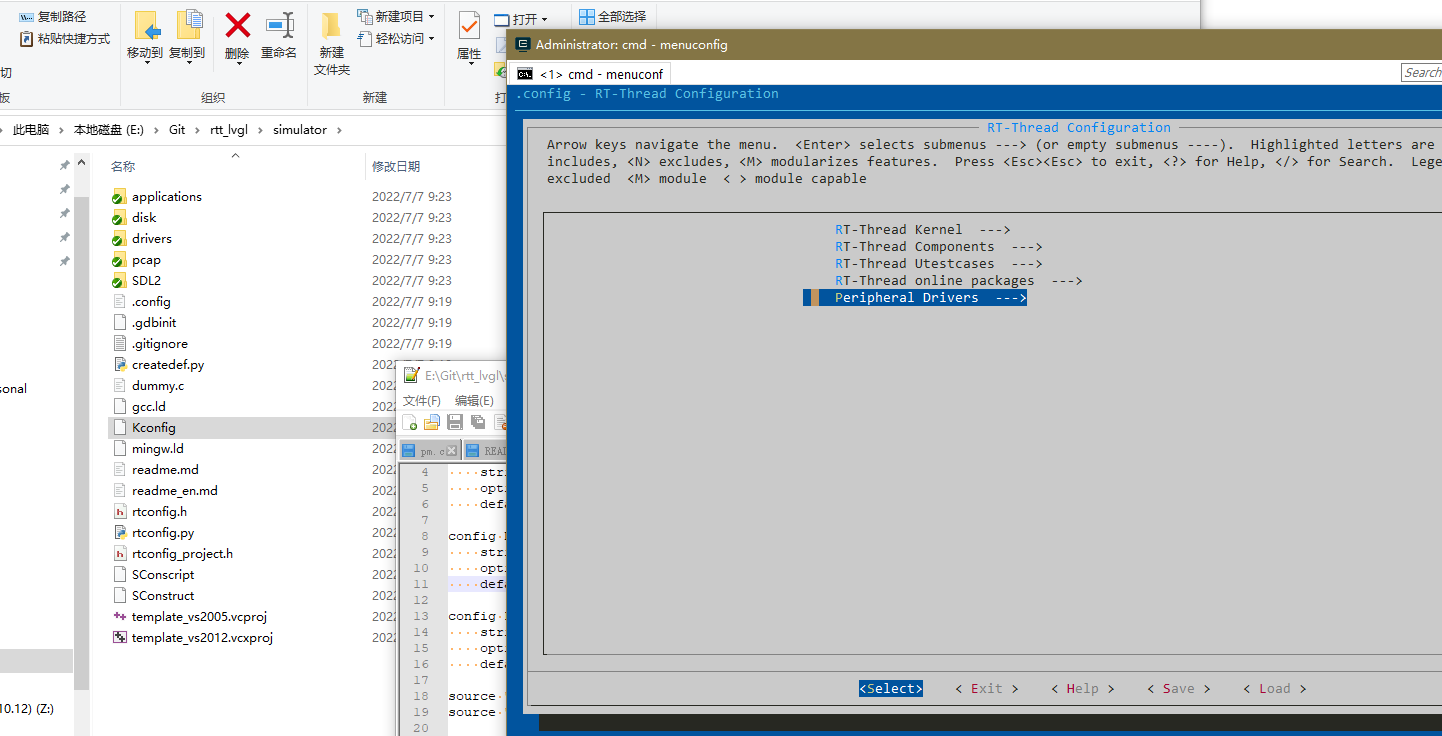 复制路径
粘贴快捷方式
切
板
移动到
复制到
删除
重命名
组织
新建
文件夹
新建项目
轻松访问
新建
属性
打开
打
全部选择
此电脑 › 本地磁盘 (E:) › Git › rtt_lvgl › simulator ›
名称 修改日期
applications 2022/7/7 9:23
disk 2022/7/7 9:23
drivers 2022/7/7 9:23
pcap 2022/7/7 9:23
SDL2 2022/7/7 9:23
.config 2022/7/7 9:19
.gdbinit 2022/7/7 9:19
.gitignore 2022/7/7 9:19
createdef.py
dummy.c 2022
gcc.ld 2022
Kconfig 2022
mingw.ld 2022
readme.md 2022
readme_en.md 2022
rtconfig.h 2022
rtconfig.py 2022
rtconfig_project.h 2022
SConscript 2022
SConstruct 2022
template_vs2005.vcproj 2022
template_vs2012.vcxproj 2022
sonal
10.12) (Z:)
E:\Git\rtt_lvgl\
文件(F) 编辑(E)
pm.c READ
4 ····str
5 ····opt
6 ····def
7
8 config·
9 ····str
10 ····opt
11 ····def
12
13 config·
14 ····str
15 ····opt
16 ····def
17
18 source·
19 source·
20
Administrator: cmd - menuconfig
<1> cmd - menuconf
Search
.config - RT-Thread Configuration
RT-Thread Configuration
Arrow keys navigate the menu. <Enter> selects submenus ---> (or empty submenus ----). Highlighted letters are
includes, <N> excludes, <M> modularizes features. Press <Esc><Esc> to exit, <?> for Help, </> for Search. Lege
excluded <M> module < > module capable
RT-Thread Kernel --->
RT-Thread Components --->
RT-Thread Utestcases --->
RT-Thread online packages --->
Peripheral Drivers --->
<Select> < Exit > < Help > < Save > < Load >